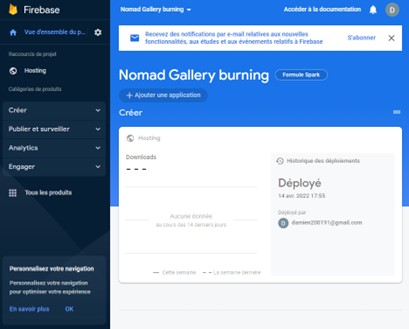 Firebase
Nomad Gallery burning
Accéder à la documentation
D
Vue d'ensemble du p...
Recevez des notifications par e-mail relatives aux nouvelles
fonctionnalités, aux études et aux événements relatifs à Firebase
S'abonner
Raccourcis de projet
Hosting
Catégories de produits
Créer
Publier et surveiller
Analytics
Engager
Tous les produits
Personnalisez votre navigation
Personnalisez votre navigation
pour optimiser votre expérience
En savoir plus
OK
Nomad Gallery burning
Formule Spark
+ Ajouter une application
Créer
Hosting
Downloads
- - -
Aucune donnée
au cours des 14 derniers jours
Cette semaine
La semaine dernière
Historique des déploiements
Déployé
14 avr. 2022 17:55
Déployé par
D
damien200191@gmail.com